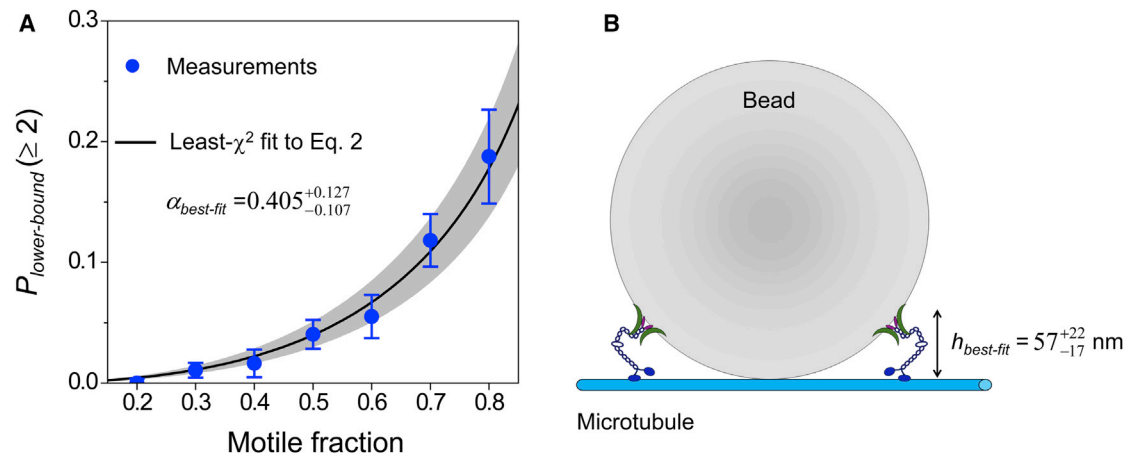 A
0.3
0.2
0.1
0.0
P_lower-bound (≥ 2)
Measurements
Least-χ² fit to Eq. 2
α_best-fit = 0.405 +0.127 −0.107
0.2 0.3 0.4 0.5 0.6 0.7 0.8
Motile fraction
B
Bead
h_best-fit = 57 +22 −17 nm
Microtubule